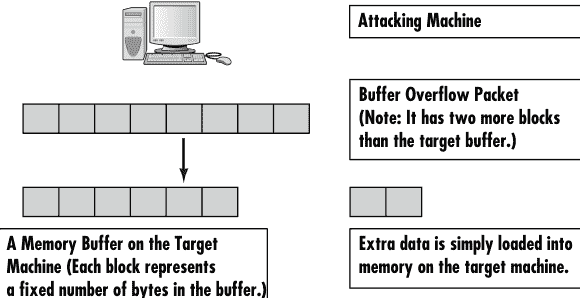 Attacking Machine
Buffer Overflow Packet
(Note: It has two more blocks
than the target buffer.)
A Memory Buffer on the Target
Machine (Each block represents
a fixed number of bytes in the buffer.)
Extra data is simply loaded into
memory on the target machine.